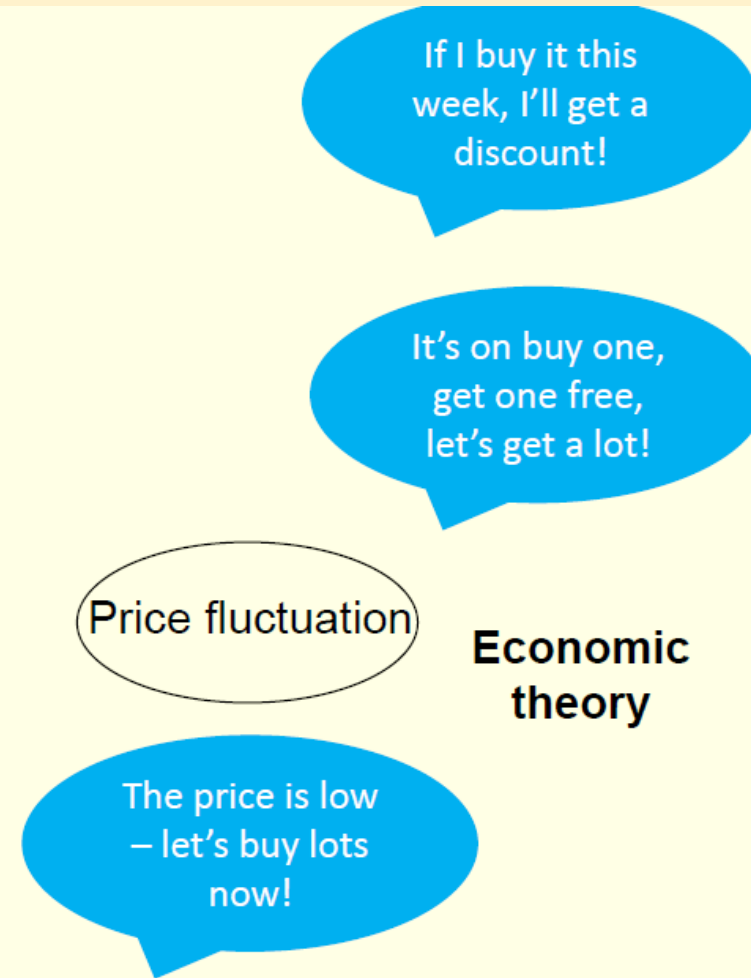 If I buy it this
week, I’ll get a
discount!
It’s on buy one,
get one free,
let’s get a lot!
Price fluctuation
Economic
theory
The price is low
– let’s buy lots
now!